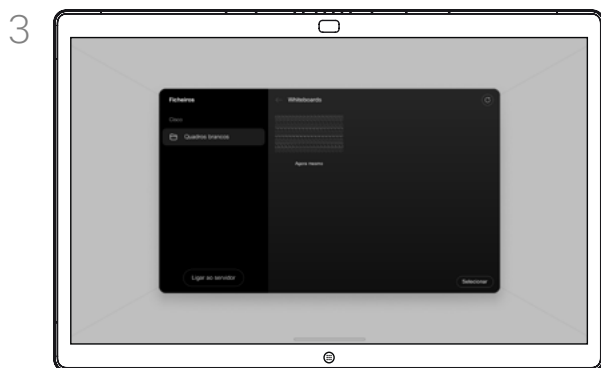 3
Ficheiros
Whiteboards
Cisco
Quadros brancos
Agora mesmo
Ligar ao servidor
Selecionar